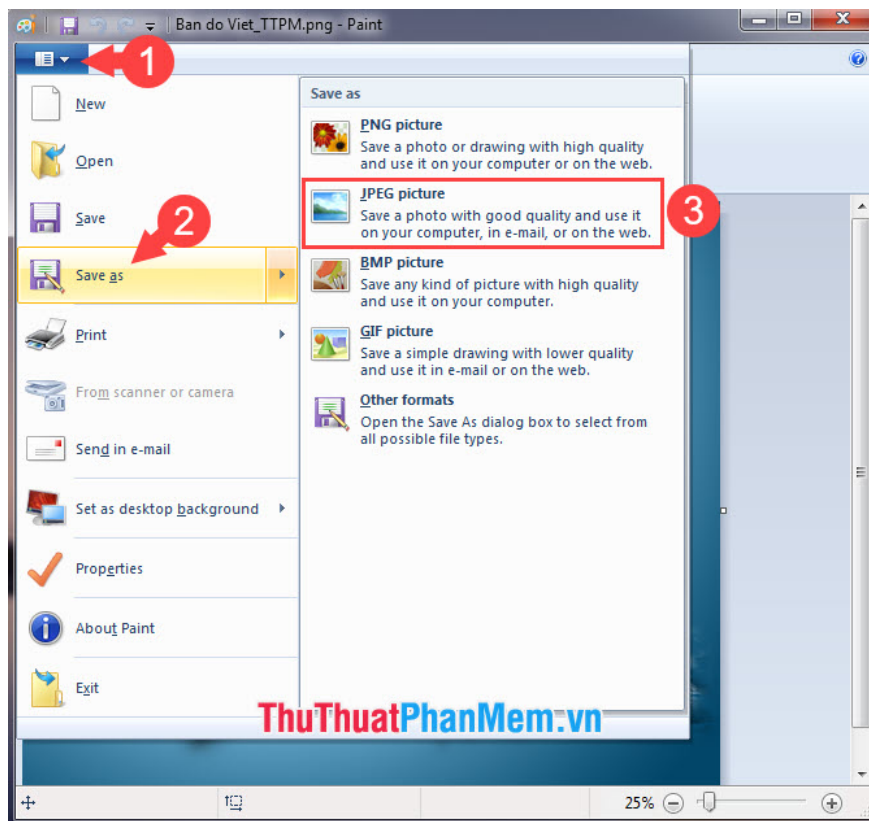 Ban do Viet_TTPM.png - Paint
1
New
Open
Save
2
Save as
Print
From scanner or camera
Send in e-mail
Set as desktop background
Properties
About Paint
Exit
Save as
PNG picture
Save a photo or drawing with high quality
and use it on your computer or on the web.
JPEG picture
Save a photo with good quality and use it
on your computer, in e-mail, or on the web.
3
BMP picture
Save any kind of picture with high quality
and use it on your computer.
GIF picture
Save a simple drawing with lower quality
and use it in e-mail or on the web.
Other formats
Open the Save As dialog box to select from
all possible file types.
ThuThuatPhanMem.vn
25%